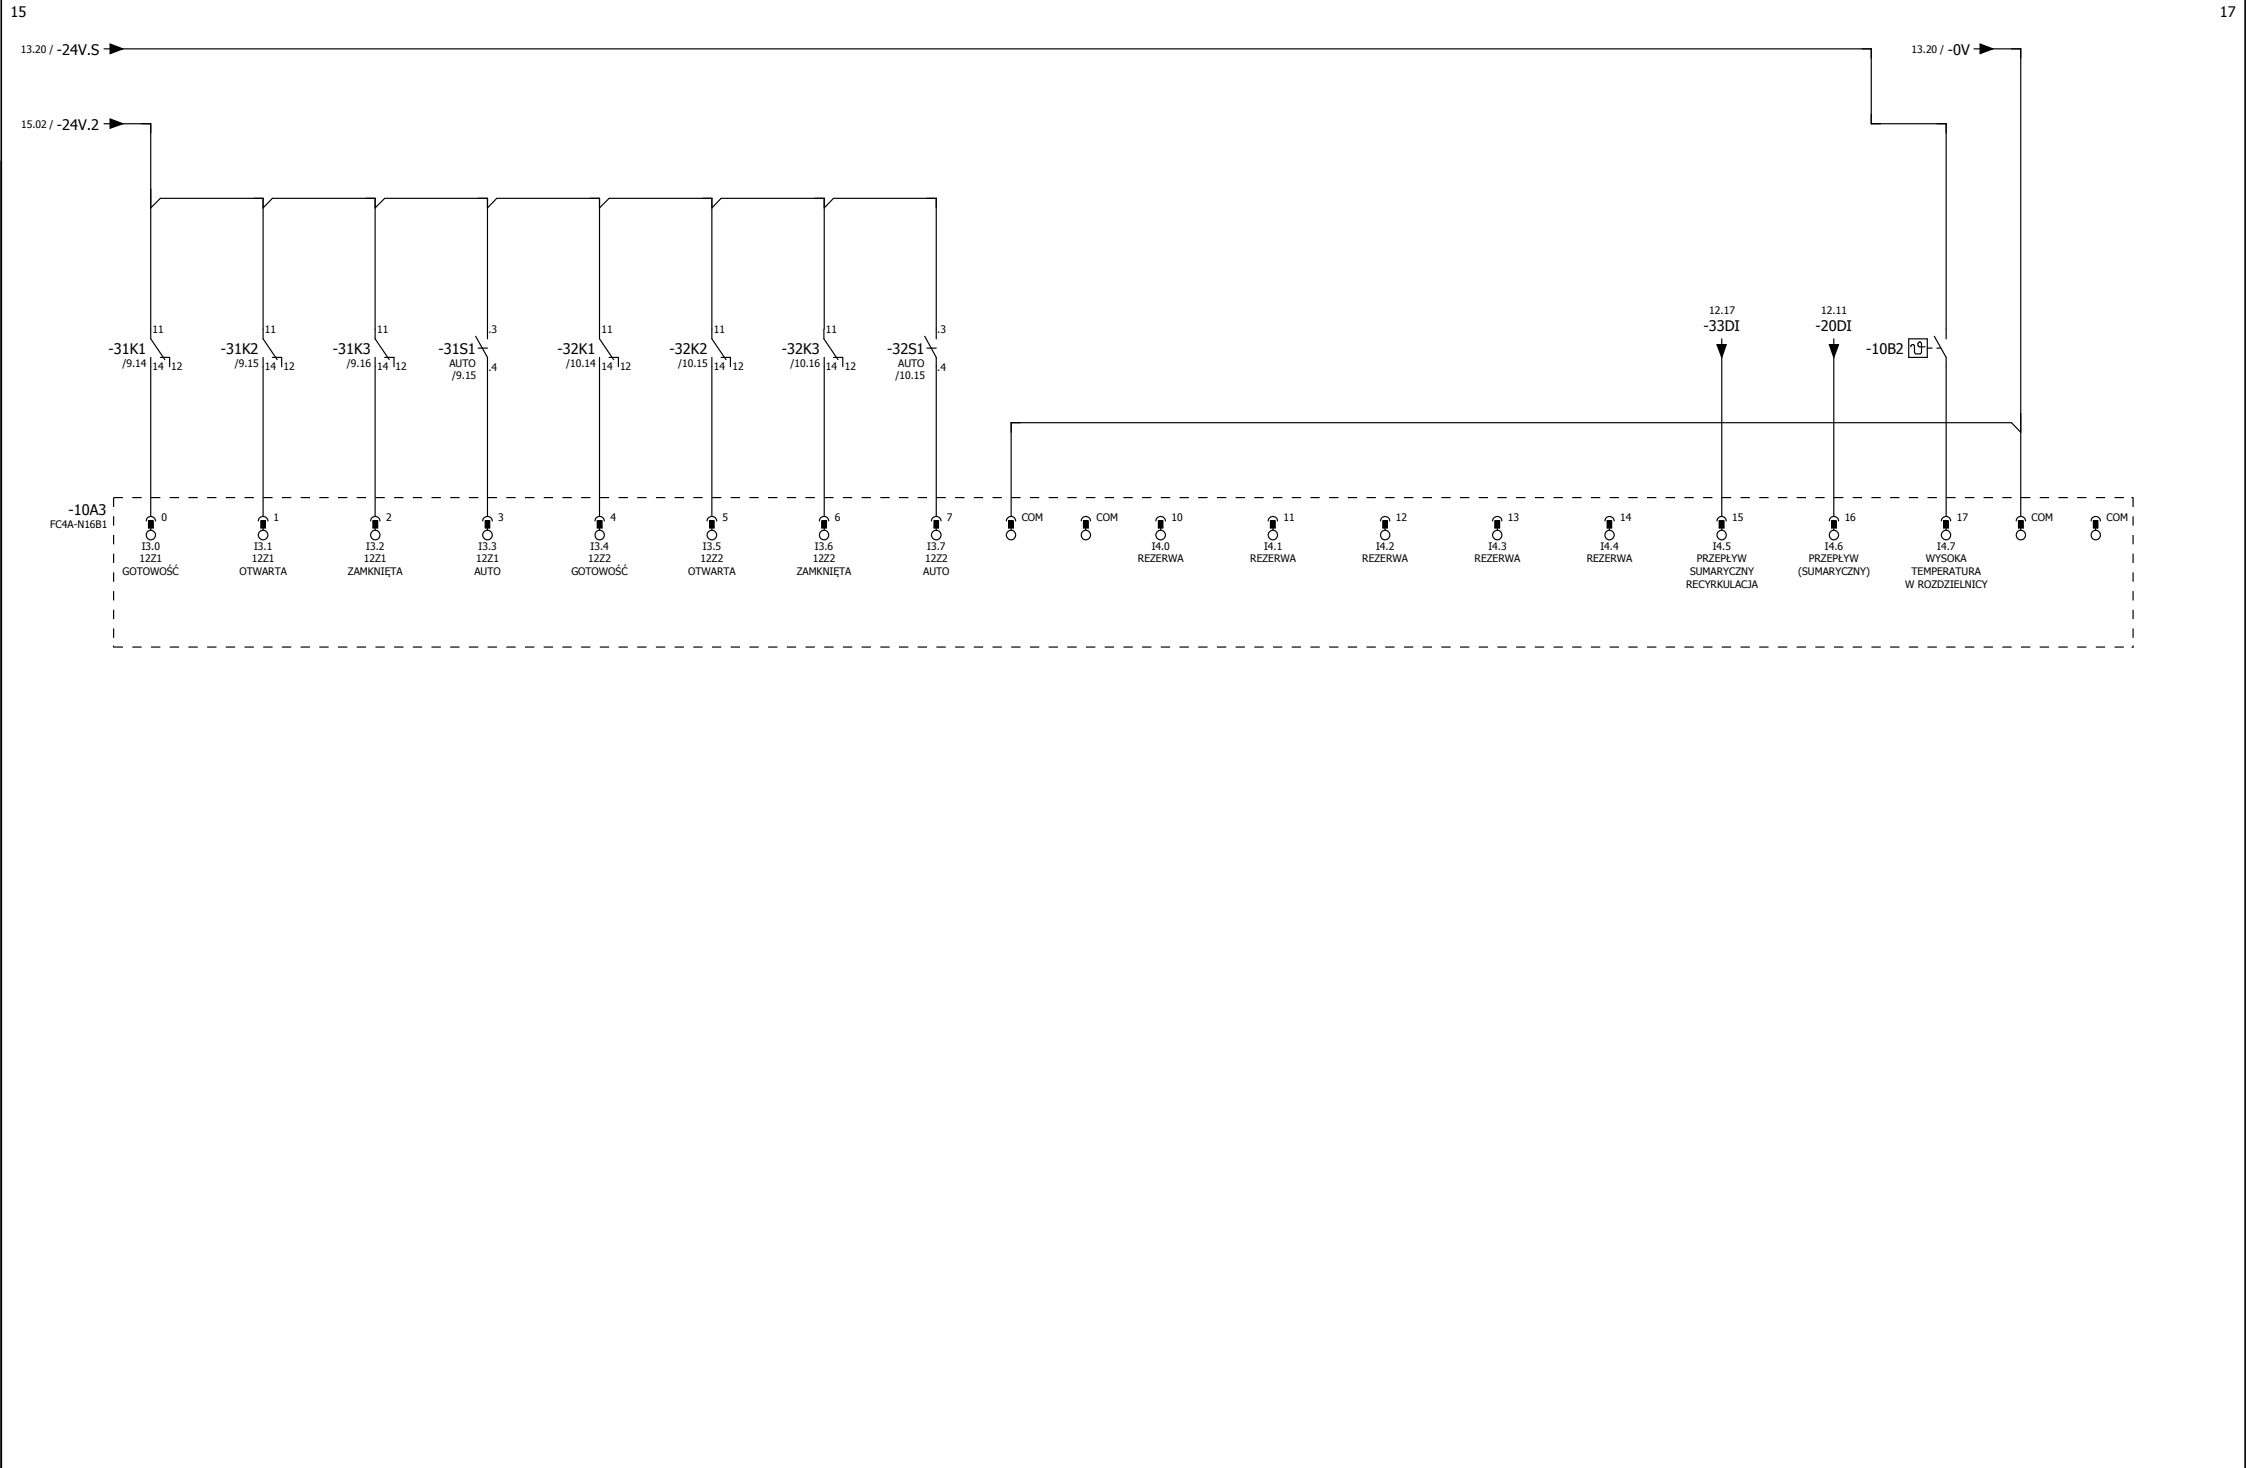 15
17
13.20 / -24V.S
13.20 / -0V
15.02 / -24V.2
12.17
-33DI
12.11
-20DI
11
-31K1
/9.14
14
12
11
-31K2
/9.15
14
12
11
-31K3
/9.16
14
12
.3
-31S1
AUTO
/9.15
.4
11
-32K1
/10.14
14
12
11
-32K2
/10.15
14
12
11
-32K3
/10.16
14
12
.3
-32S1
AUTO
/10.15
.4
-10B2
-10A3
FC4A-N16B1
0
I3.0
12Z1
GOTOWOŚĆ
1
I3.1
12Z1
OTWARTA
2
I3.2
12Z1
ZAMKNIĘTA
3
I3.3
12Z1
AUTO
4
I3.4
12Z2
GOTOWOŚĆ
5
I3.5
12Z2
OTWARTA
6
I3.6
12Z2
ZAMKNIĘTA
7
I3.7
12Z2
AUTO
COM
COM
10
I4.0
REZERWA
11
I4.1
REZERWA
12
I4.2
REZERWA
13
I4.3
REZERWA
14
I4.4
REZERWA
15
I4.5
PRZEPŁYW
SUMARYCZNY
RECYRKULACJA
16
I4.6
PRZEPŁYW
(SUMARYCZNY)
17
I4.7
WYSOKA
TEMPERATURA
W ROZDZIELNICY
COM
COM